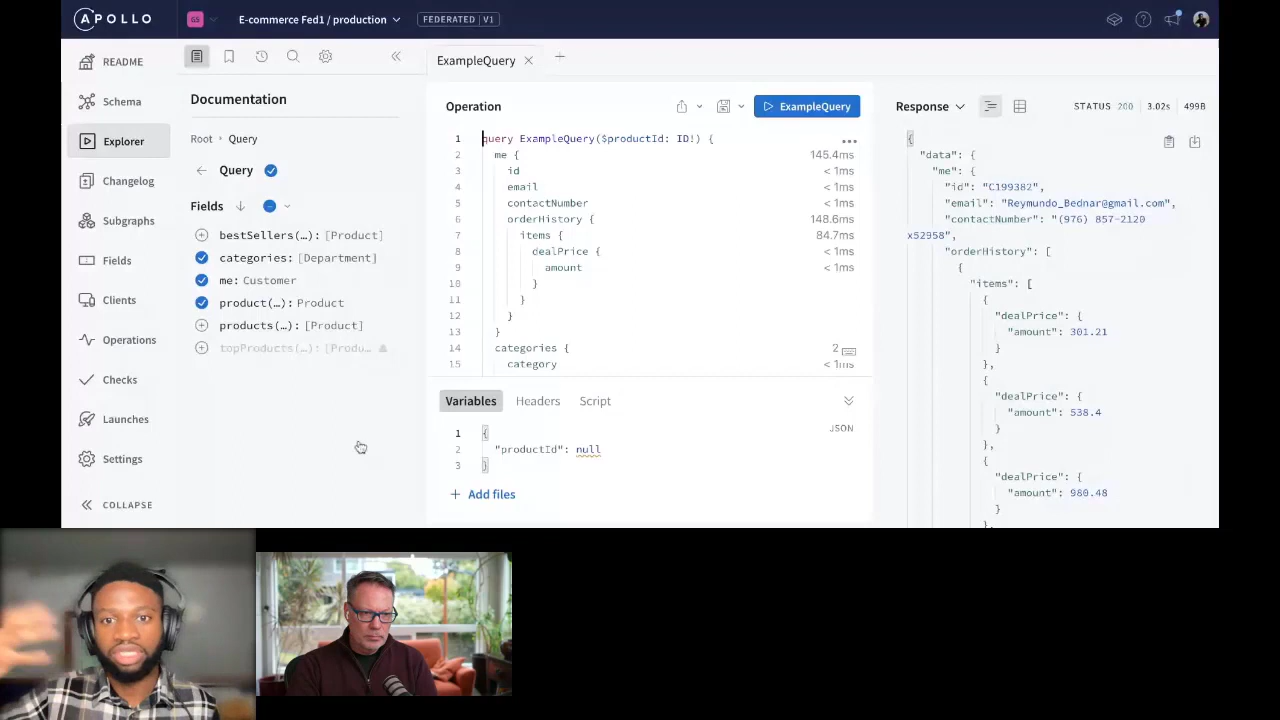 APOLLO
GS
E-commerce Fed1 / production
FEDERATED | V1
README
Schema
Explorer
Changelog
Subgraphs
Fields
Clients
Operations
Checks
Launches
Settings
COLLAPSE
Documentation
Root
Query
Query
Fields
bestSellers(…): [Product]
categories: [Department]
me: Customer
product(…): Product
products(…): [Product]
topProducts(…): [Produ…
ExampleQuery
Operation
ExampleQuery
1 query ExampleQuery($productId: ID!) {
2 me { 145.4ms
3 id < 1ms
4 email < 1ms
5 contactNumber < 1ms
6 orderHistory { 148.6ms
7 items { 84.7ms
8 dealPrice { < 1ms
9 amount < 1ms
10 }
11 }
12 }
13 }
14 categories { 2
15 category < 1ms
Variables
Headers
Script
JSON
1 {
2 "productId": null
3 }
+ Add files
Response
STATUS 200
3.02s
499B
{
"data": {
"me": {
"id": "C199382",
"email": "Reymundo_Bednar@gmail.com",
"contactNumber": "(976) 857-2120
x52958",
"orderHistory": [
{
"items": [
{
"dealPrice": {
"amount": 301.21
}
},
{
"dealPrice": {
"amount": 538.4
}
},
{
"dealPrice": {
"amount": 980.48
}
},